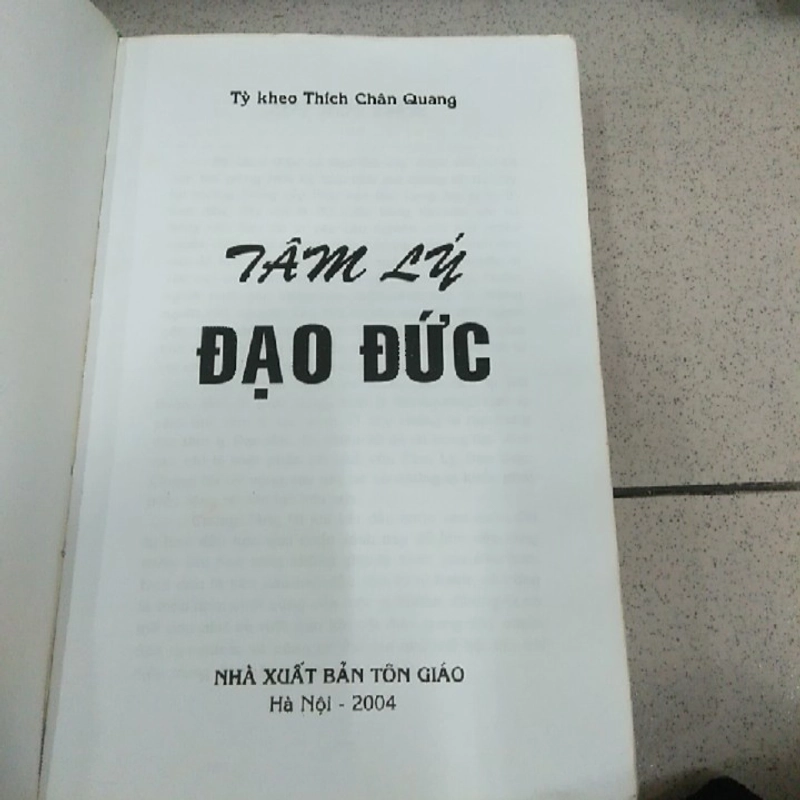 Tỳ kheo Thích Chân Quang
TÂM LÝ
ĐẠO ĐỨC
NHÀ XUẤT BẢN TÔN GIÁO
Hà Nội - 2004